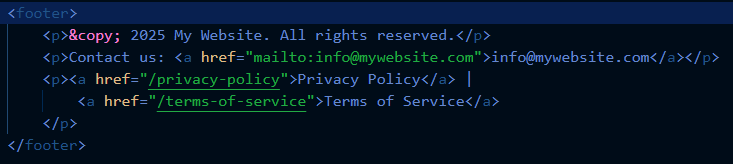 <footer>
<p>&copy; 2025 My Website. All rights reserved.</p>
<p>Contact us: <a href="mailto:info@mywebsite.com">info@mywebsite.com</a></p>
<p><a href="/privacy-policy">Privacy Policy</a> |
<a href="/terms-of-service">Terms of Service</a>
</p>
</footer>